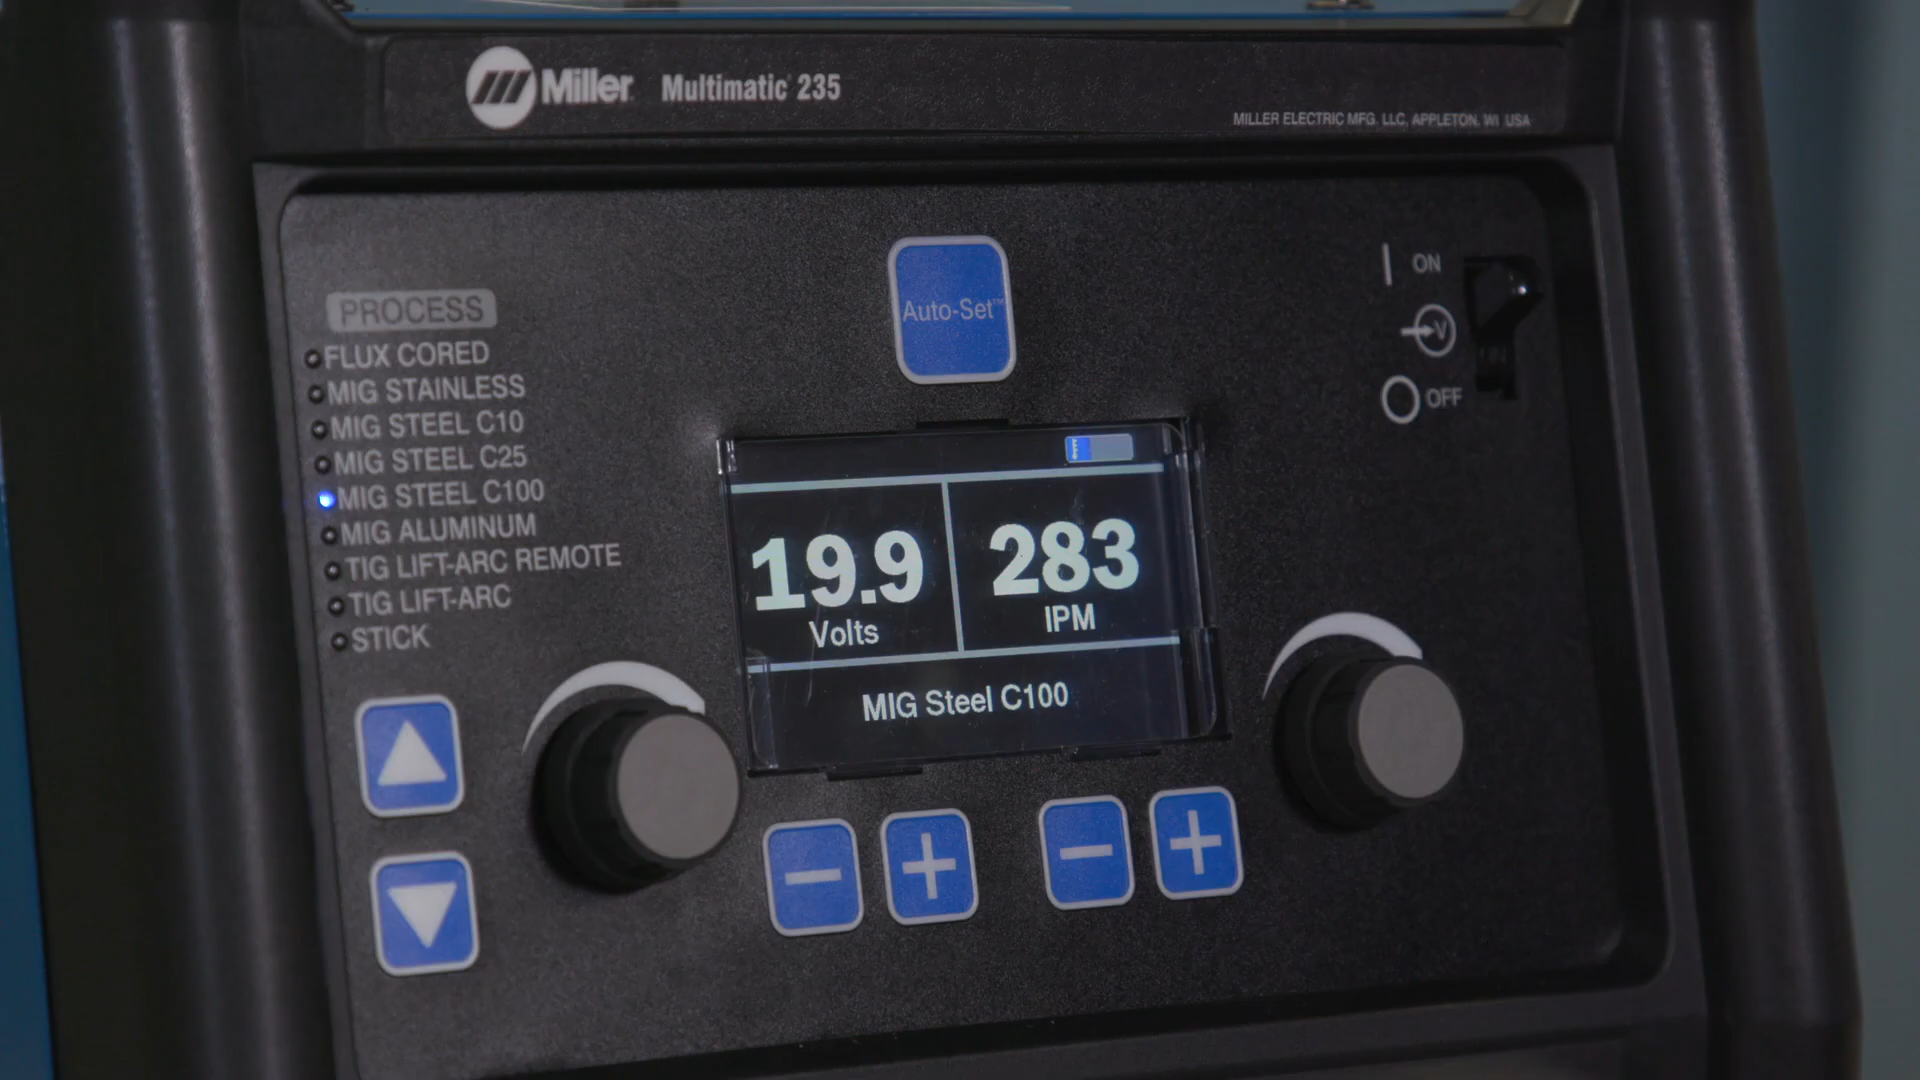 Miller Multimatic 235
MILLER ELECTRIC MFG. LLC, APPLETON, WI USA
Auto-Set™
ON
V
OFF
PROCESS
FLUX CORED
MIG STAINLESS
MIG STEEL C10
MIG STEEL C25
MIG STEEL C100
MIG ALUMINUM
TIG LIFT-ARC REMOTE
TIG LIFT-ARC
STICK
19.9
Volts
283
IPM
MIG Steel C100